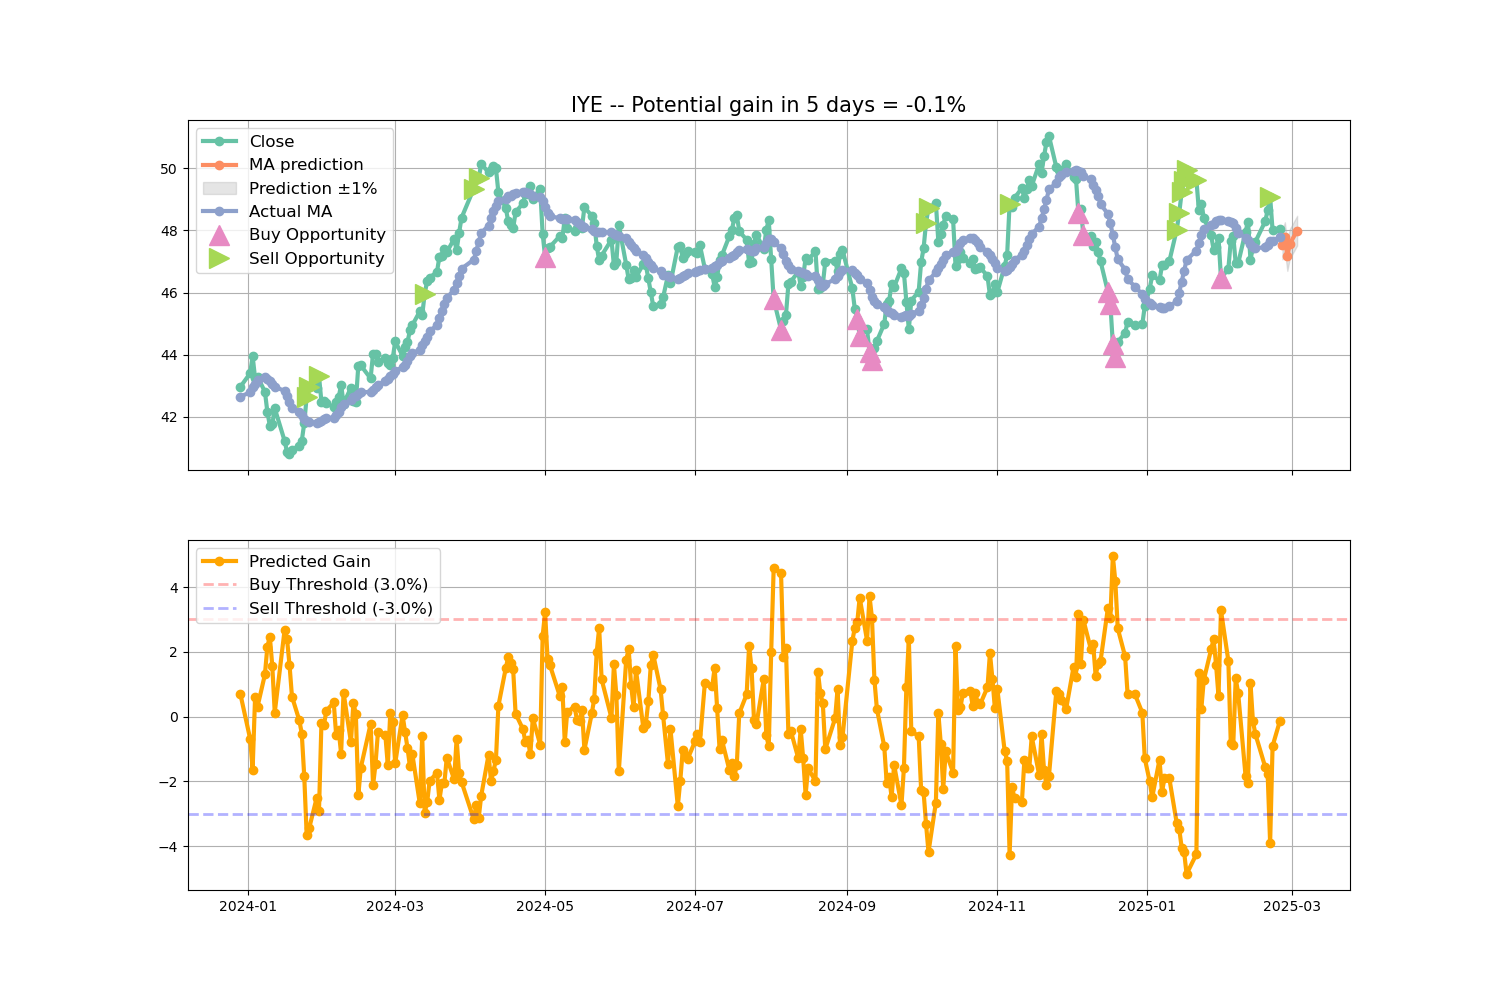 IYE -- Potential gain in 5 days = -0.1%
Close
MA prediction
Prediction ±1%
Actual MA
Buy Opportunity
Sell Opportunity
50
48
46
44
42
Predicted Gain
Buy Threshold (3.0%)
Sell Threshold (-3.0%)
4
2
0
−2
−4
2024-01 2024-03 2024-05 2024-07 2024-09 2024-11 2025-01 2025-03